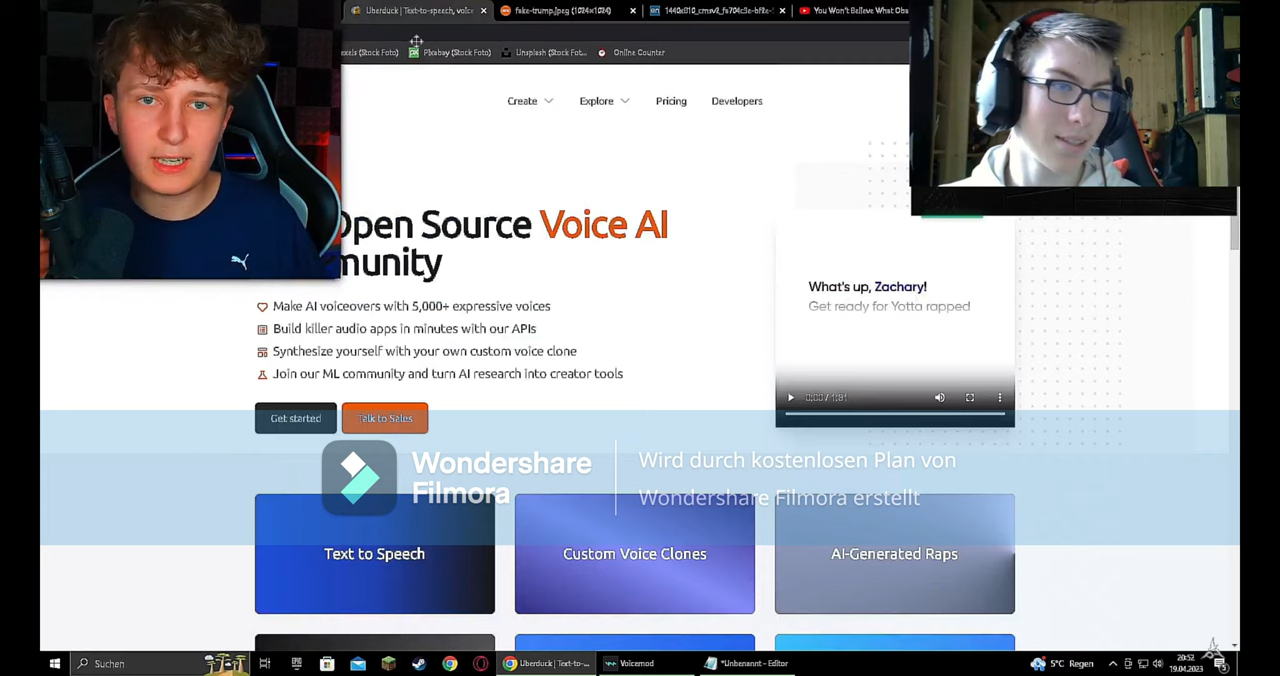 Uberduck | Text-to-speech, voice
fake-trump.jpeg (1024×1024)
You Won't Believe What Obs
(Stock Foto)
Pixabay (Stock Foto)
Unsplash (Stock Fot...
Online Counter
Create
Explore
Pricing
Developers
Open Source Voice AI
munity
Make AI voiceovers with 5,000+ expressive voices
Build killer audio apps in minutes with our APIs
Synthesize yourself with your own custom voice clone
Join our ML community and turn AI research into creator tools
Get started
Talk to Sales
What's up, Zachary!
Get ready for Yotta rapped
Wondershare
Filmora
Wird durch kostenlosen Plan von
Wondershare Filmora erstellt
Text to Speech
Custom Voice Clones
AI-Generated Raps
Suchen
Uberduck | Text-to-...
Voicemod
*Unbenannt - Editor
5°C Regen
20:52
19.04.2023